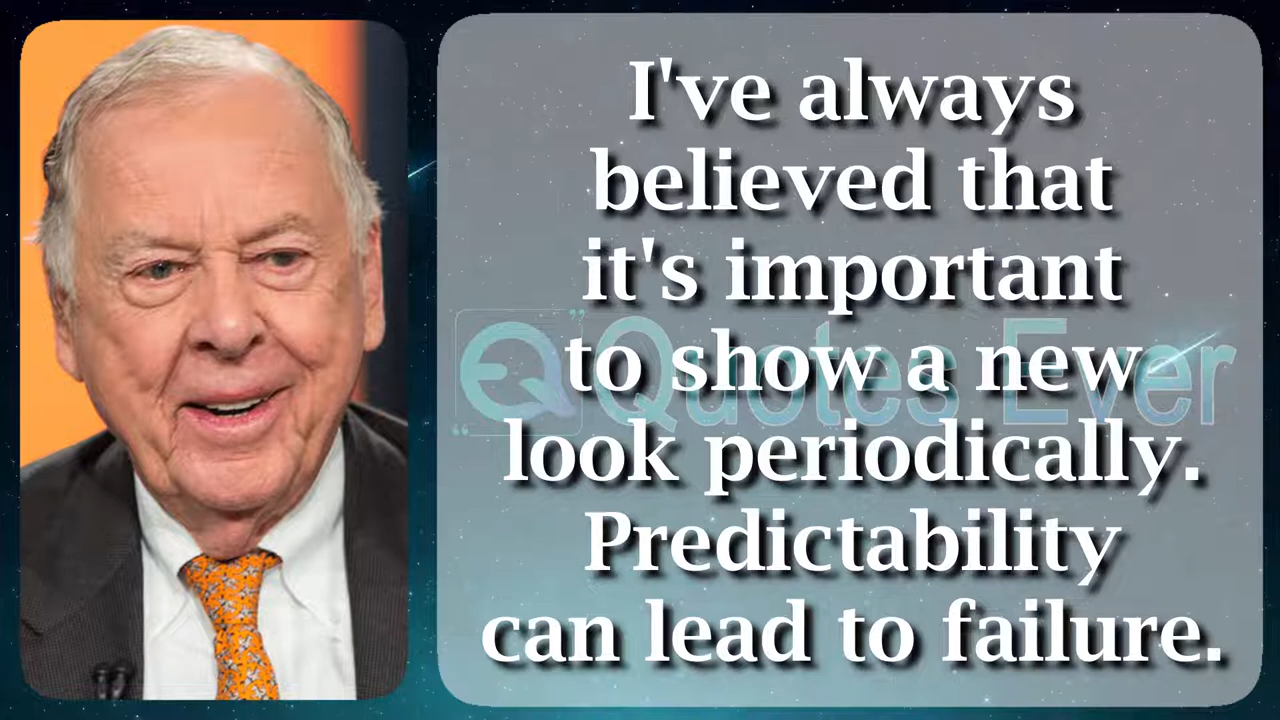 I've always
believed that
it's important
to show a new
look periodically.
Predictability
can lead to failure.
Quotes Ever